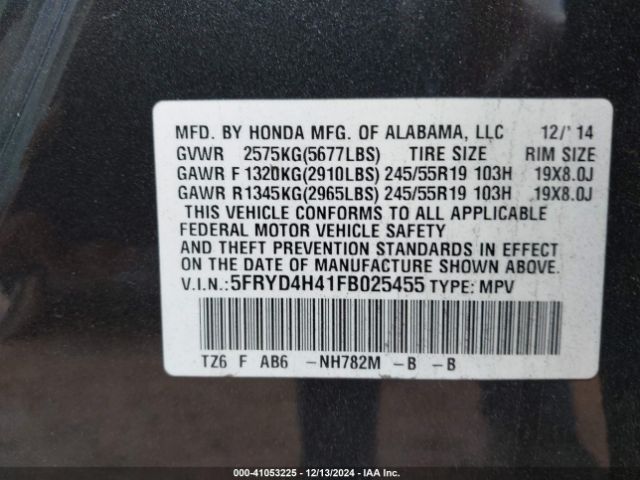 MFD. BY HONDA MFG. OF ALABAMA, LLC 12/'14
GVWR 2575KG(5677LBS) TIRE SIZE RIM SIZE
GAWR F 1320KG(2910LBS) 245/55R19 103H 19X8.0J
GAWR R1345KG(2965LBS) 245/55R19 103H 19X8.0J
THIS VEHICLE CONFORMS TO ALL APPLICABLE
FEDERAL MOTOR VEHICLE SAFETY
AND THEFT PREVENTION STANDARDS IN EFFECT
ON THE DATE OF MANUFACTURE SHOWN ABOVE.
V.I.N.:5FRYD4H41FB025455 TYPE: MPV
TZ6 F AB6 -NH782M -B -B
000-41053225 - 12/13/2024 - IAA Inc.